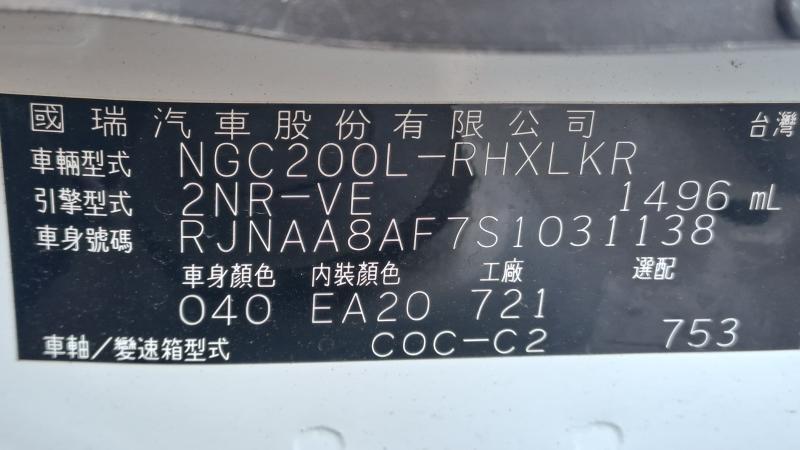 國瑞汽車股份有限公司 台灣
車輛型式 NGC200L-RHXLKR
引擎型式 2NR-VE 1496 mL
車身號碼 RJNAA8AF7S1031138
車身顏色 內裝顏色 工廠 選配
040 EA20 721
車軸/變速箱型式 COC-C2 753